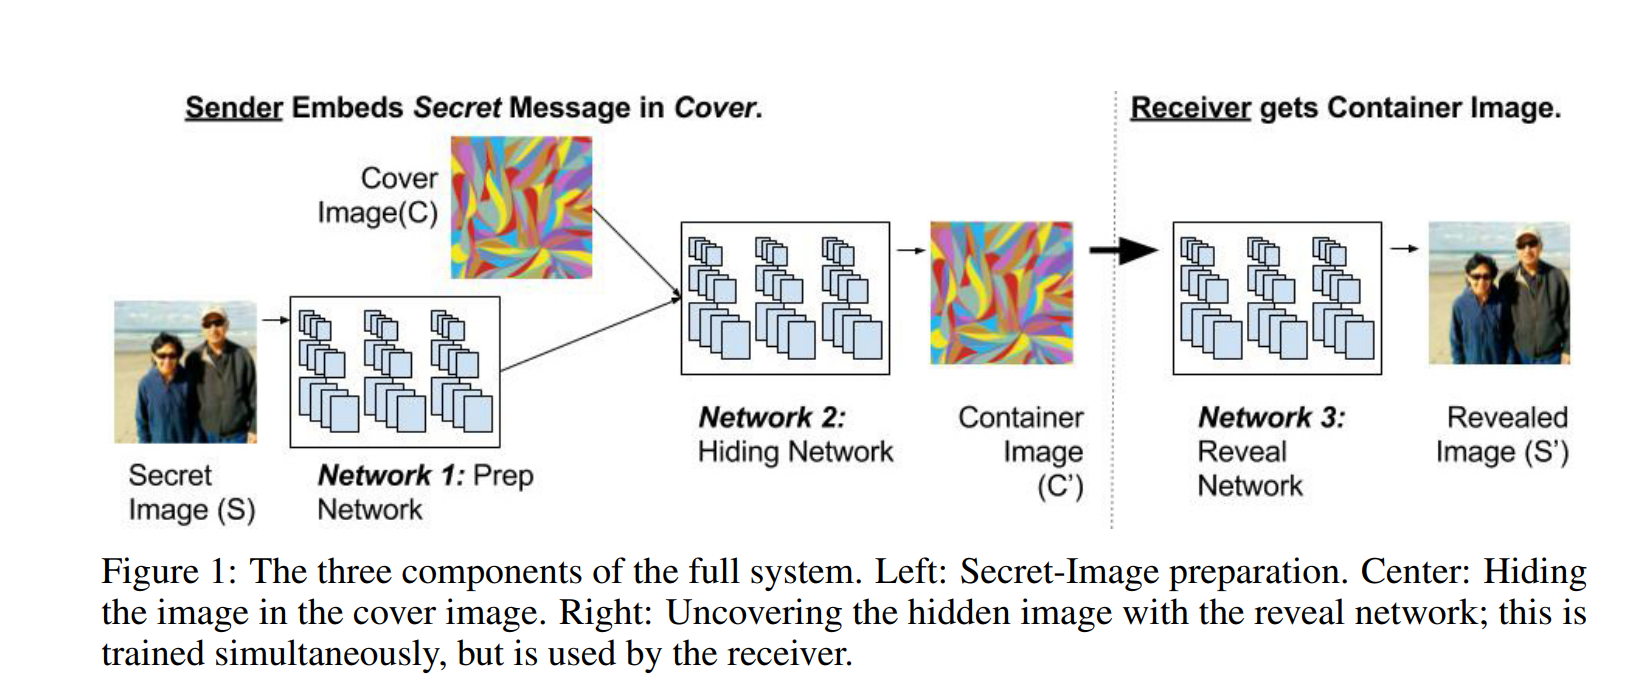 Sender Embeds Secret Message in Cover.
Receiver gets Container Image.
Cover
Image(C)
Secret
Image (S)
Network 1: Prep
Network
Network 2:
Hiding Network
Container
Image
(C’)
Network 3:
Reveal
Network
Revealed
Image (S’)
Figure 1: The three components of the full system. Left: Secret-Image preparation. Center: Hiding
the image in the cover image. Right: Uncovering the hidden image with the reveal network; this is
trained simultaneously, but is used by the receiver.